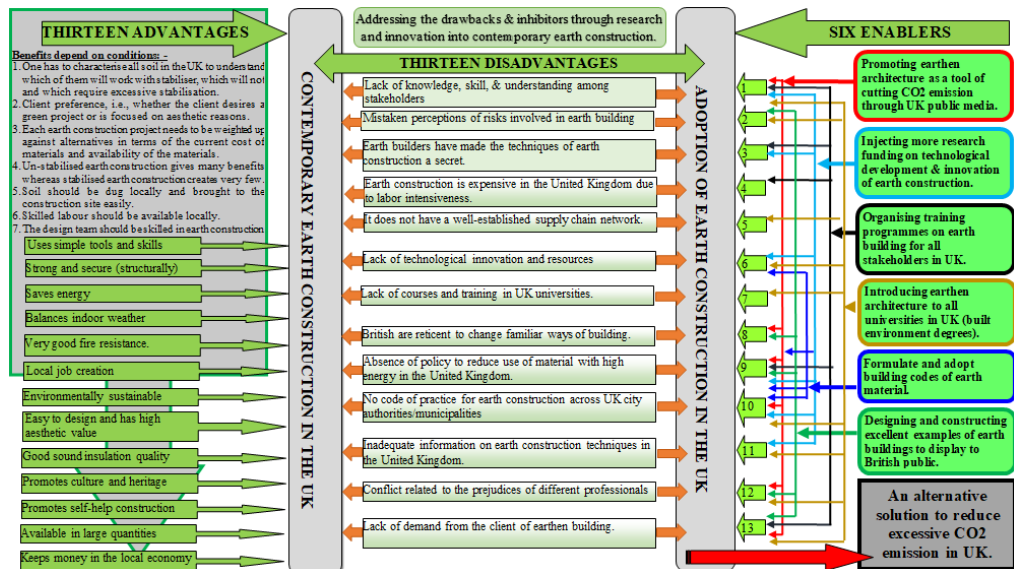 THIRTEEN ADVANTAGES
Benefits depend on conditions: -
1. One has to characterise all soil in the UK to understand
which of them will work with stabiliser, which will not
and which require excessive stabilisation.
2. Client preference, i.e., whether the client desires a
green project or is focused on aesthetic reasons.
3. Each earth construction project needs to be weighted up
against alternatives in terms of the current cost of
materials and availability of the materials.
4. Un-stabilised earth construction gives many benefits
whereas stabilised earth construction creates very few.
5. Soil should be dug locally and brought to the
construction site easily.
6. Skilled labour should be available locally.
7. The design team should be skilled in earth construction
Uses simple tools and skills
Strong and secure (structurally)
Saves energy
Balances indoor weather
Very good fire resistance.
Local job creation
Environmentally sustainable
Easy to design and has high
aesthetic value
Good sound insulation quality
Promotes culture and heritage
Promotes self-help construction
Available in large quantities
Keeps money in the local economy
CONTEMPORARY EARTH CONSTRUCTION IN THE UK
Addressing the drawbacks & inhibitors through research
and innovation into contemporary earth construction.
THIRTEEN DISADVANTAGES
Lack of knowledge, skill, & understanding among
stakeholders
Mistaken perceptions of risks involved in earth building
Earth builders have made the techniques of earth
construction a secret.
Earth construction is expensive in the United Kingdom due
to labor intensiveness.
It does not have a well-established supply chain network.
Lack of technological innovation and resources
Lack of courses and training in UK universities.
British are reticent to change familiar ways of building.
Absence of policy to reduce use of material with high
energy in the United Kingdom.
No code of practice for earth construction across UK city
authorities/municipalities
Inadequate information on earth construction techniques in
the United Kingdom.
Conflict related to the prejudices of different professionals
Lack of demand from the client of earthen building.
ADOPTION OF EARTH CONSTRUCTION IN THE UK
1
2
3
4
5
6
7
8
9
10
11
12
13
SIX ENABLERS
Promoting earthen
architecture as a tool of
cutting CO2 emission
through UK public media.
Injecting more research
funding on technological
development & innovation
of earth construction.
Organising training
programmes on earth
building for all
stakeholders in UK.
Introducing earthen
architecture to all
universities in UK (built
environment degrees).
Formulate and adopt
building codes of earth
material.
Designing and constructing
excellent examples of earth
buildings to display to
British public.
An alternative
solution to reduce
excessive CO2
emission in UK.